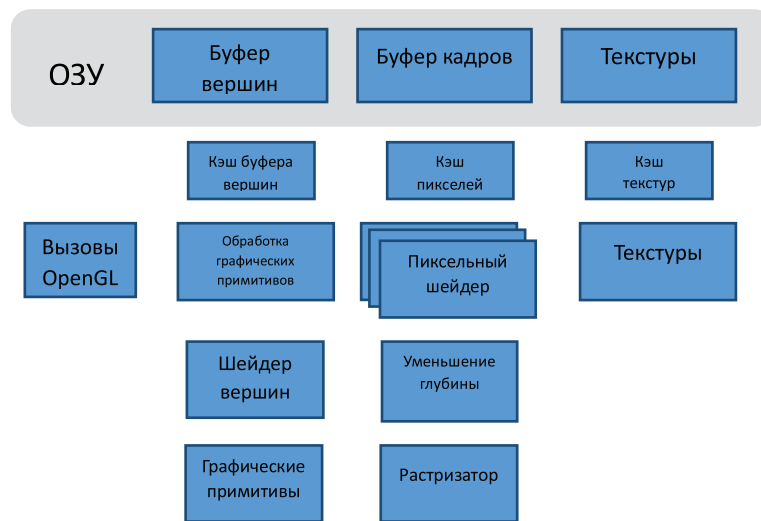 ОЗУ
Буфер
вершин
Буфер кадров
Текстуры
Кэш буфера
вершин
Кэш
пикселей
Кэш
текстур
Вызовы
OpenGL
Обработка
графических
примитивов
Пиксельный
шейдер
Текстуры
Шейдер
вершин
Уменьшение
глубины
Графические
примитивы
Растризатор